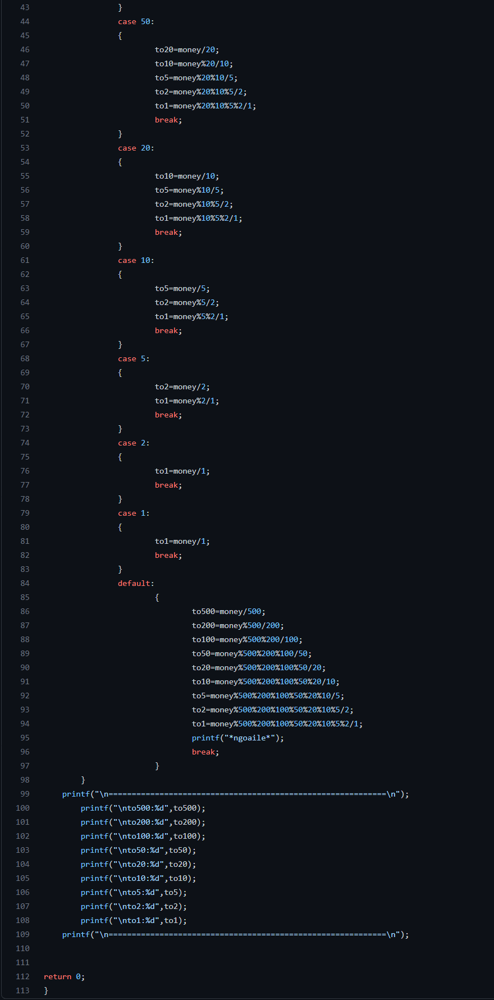 43 }
44 case 50:
45 {
46 to20=money/20;
47 to10=money%20/10;
48 to5=money%20%10/5;
49 to2=money%20%10%5/2;
50 to1=money%20%10%5%2/1;
51 break;
52 }
53 case 20:
54 {
55 to10=money/10;
56 to5=money%10/5;
57 to2=money%10%5/2;
58 to1=money%10%5%2/1;
59 break;
60 }
61 case 10:
62 {
63 to5=money/5;
64 to2=money%5/2;
65 to1=money%5%2/1;
66 break;
67 }
68 case 5:
69 {
70 to2=money/2;
71 to1=money%2/1;
72 break;
73 }
74 case 2:
75 {
76 to1=money/1;
77 break;
78 }
79 case 1:
80 {
81 to1=money/1;
82 break;
83 }
84 default:
85 {
86 to500=money/500;
87 to200=money%500/200;
88 to100=money%500%200/100;
89 to50=money%500%200%100/50;
90 to20=money%500%200%100%50/20;
91 to10=money%500%200%100%50%20/10;
92 to5=money%500%200%100%50%20%10/5;
93 to2=money%500%200%100%50%20%10%5/2;
94 to1=money%500%200%100%50%20%10%5%2/1;
95 printf("*ngoaile*");
96 break;
97 }
98 }
99 printf("\n============================================================\n");
100 printf("\nto500:%d",to500);
101 printf("\nto200:%d",to200);
102 printf("\nto100:%d",to100);
103 printf("\nto50:%d",to50);
104 printf("\nto20:%d",to20);
105 printf("\nto10:%d",to10);
106 printf("\nto5:%d",to5);
107 printf("\nto2:%d",to2);
108 printf("\nto1:%d",to1);
109 printf("\n============================================================\n");
110
111
112 return 0;
113 }